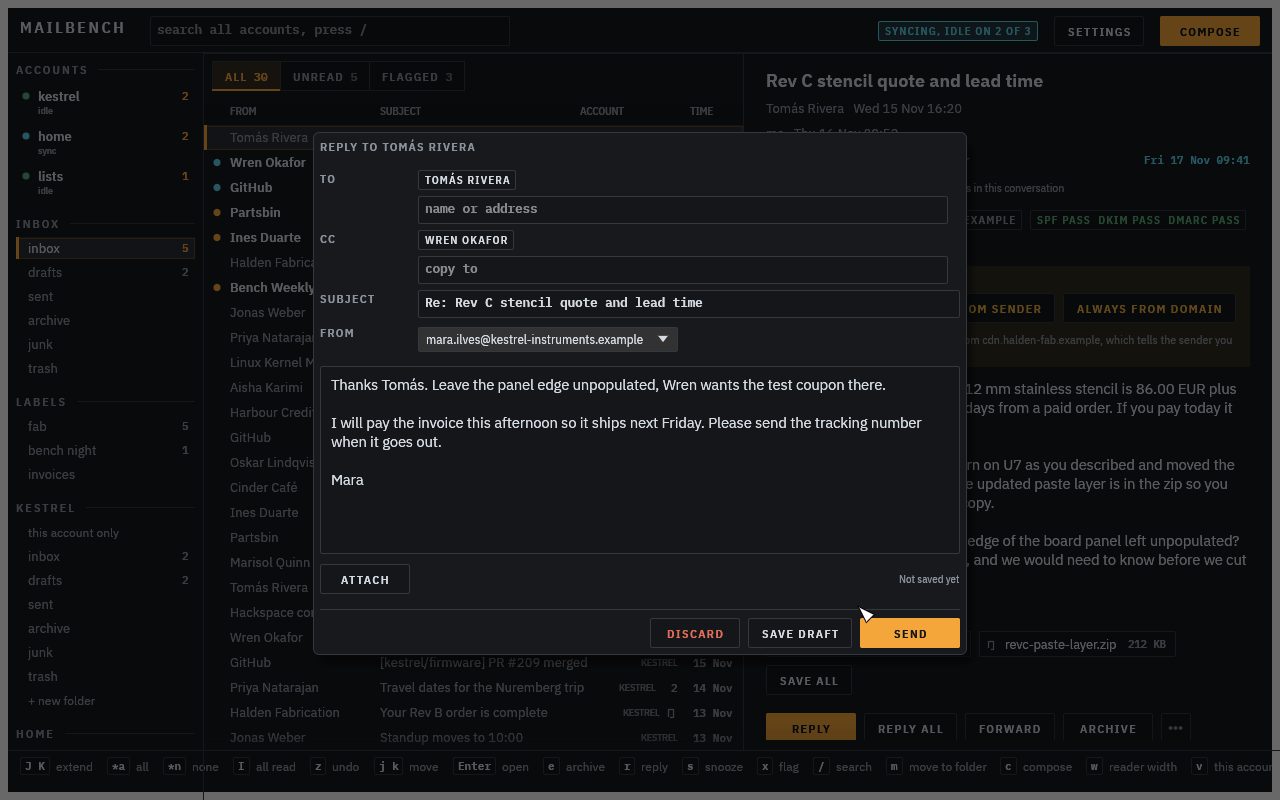 MAILBENCH
search all accounts, press /
SYNCING, IDLE ON 2 OF 3
SETTINGS
COMPOSE
ACCOUNTS
kestrel 2
idle
home 2
sync
lists 1
idle
INBOX
inbox 5
drafts 2
sent
archive
junk
trash
LABELS
fab 5
bench night 1
invoices
KESTREL
this account only
inbox 2
drafts 2
sent
archive
junk
trash
+ new folder
HOME
ALL 30 UNREAD 5 FLAGGED 3
FROM SUBJECT ACCOUNT TIME
Tomás Rivera
Wren Okafor
GitHub
Partsbin
Ines Duarte
Halden Fabrica
Bench Weekly
Jonas Weber
Priya Natarajan
Linux Kernel M
Aisha Karimi
Harbour Credi
GitHub
Oskar Lindqvis
Cinder Café
Ines Duarte
Partsbin
Marisol Quinn
Tomás Rivera
Hackspace co
Wren Okafor
GitHub [kestrel/firmware] PR #209 merged KESTREL 15 Nov
Priya Natarajan Travel dates for the Nuremberg trip KESTREL 2 14 Nov
Halden Fabrication Your Rev B order is complete KESTREL 13 Nov
Jonas Weber Standup moves to 10:00 KESTREL 13 Nov
Rev C stencil quote and lead time
Tomás Rivera Wed 15 Nov 16:20
me Thu 16 Nov 09:52
Fri 17 Nov 09:41
s in this conversation
EXAMPLE SPF PASS DKIM PASS DMARC PASS
OM SENDER ALWAYS FROM DOMAIN
om cdn.halden-fab.example, which tells the sender you
12 mm stainless stencil is 86.00 EUR plus
days from a paid order. If you pay today it
rn on U7 as you described and moved the
e updated paste layer is in the zip so you
opy.
edge of the board panel left unpopulated?
, and we would need to know before we cut
revc-paste-layer.zip 212 KB
SAVE ALL
REPLY REPLY ALL FORWARD ARCHIVE •••
REPLY TO TOMÁS RIVERA
TO TOMÁS RIVERA
name or address
CC WREN OKAFOR
copy to
SUBJECT Re: Rev C stencil quote and lead time
FROM mara.ilves@kestrel-instruments.example
Thanks Tomás. Leave the panel edge unpopulated, Wren wants the test coupon there.
I will pay the invoice this afternoon so it ships next Friday. Please send the tracking number
when it goes out.
Mara
ATTACH Not saved yet
DISCARD SAVE DRAFT SEND
J K extend *a all *n none I all read z undo j k move Enter open e archive r reply s snooze x flag / search m move to folder c compose w reader width v this accoun